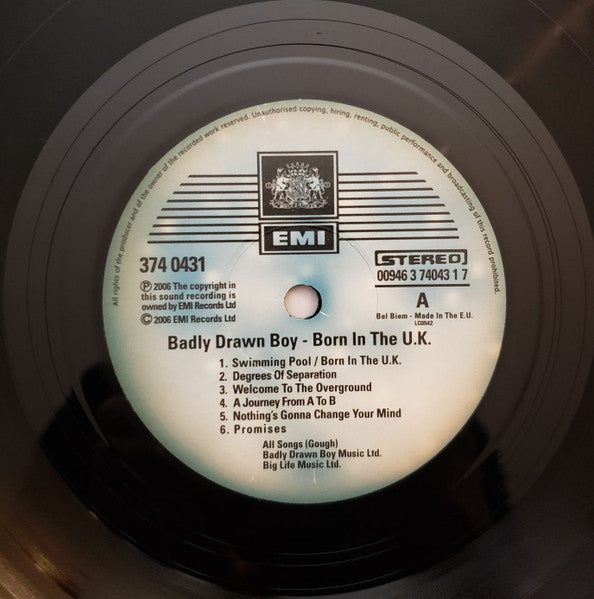 All rights of the producer and of the owner of the recorded work reserved. Unauthorised copying, hiring, renting, public performance and broadcasting of this record prohibited.
EMI
374 0431
STEREO
00946 3 74043 1 7
℗ 2006 The copyright in
this sound recording is
owned by EMI Records Ltd
© 2006 EMI Records Ltd
A
Bel Biem - Made In The E.U.
LC0542
Badly Drawn Boy - Born In The U.K.
1. Swimming Pool / Born In The U.K.
2. Degrees Of Separation
3. Welcome To The Overground
4. A Journey From A To B
5. Nothing's Gonna Change Your Mind
6. Promises
All Songs (Gough)
Badly Drawn Boy Music Ltd.
Big Life Music Ltd.